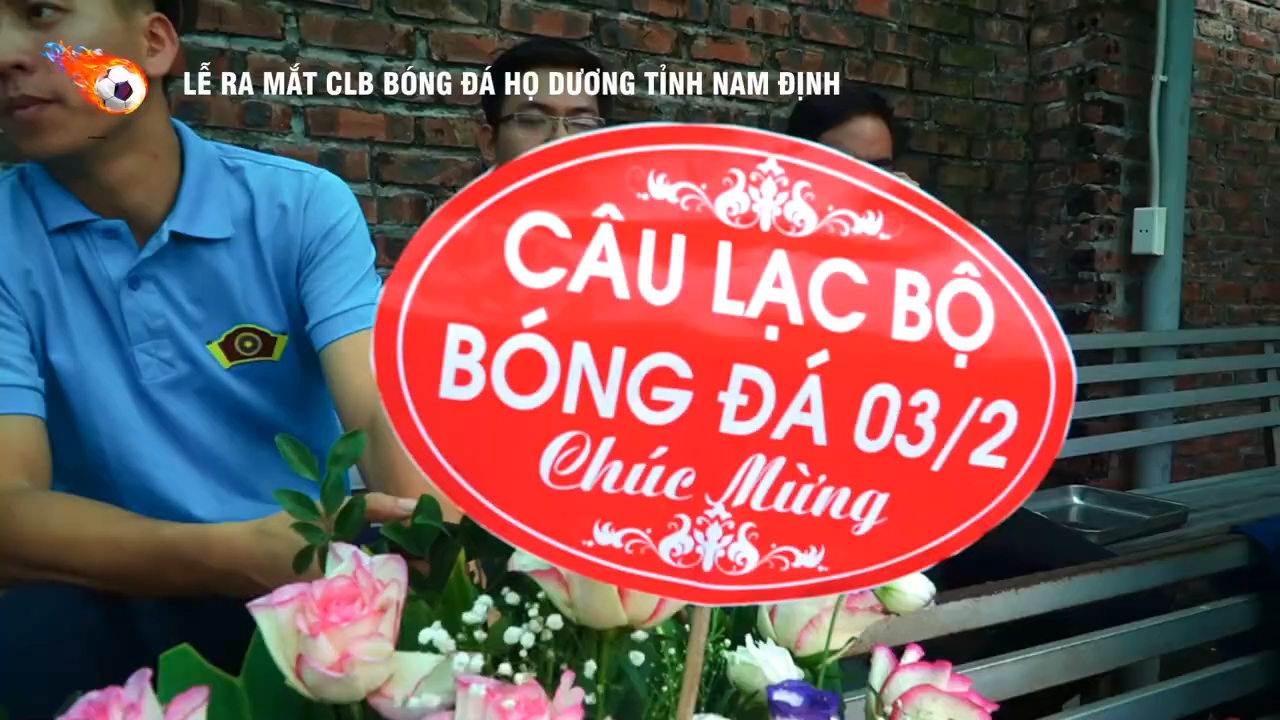 LỄ RA MẮT CLB BÓNG ĐÁ HỌ DƯƠNG TỈNH NAM ĐỊNH
CÂU LẠC BỘ
BÓNG ĐÁ 03/2
Chúc Mừng